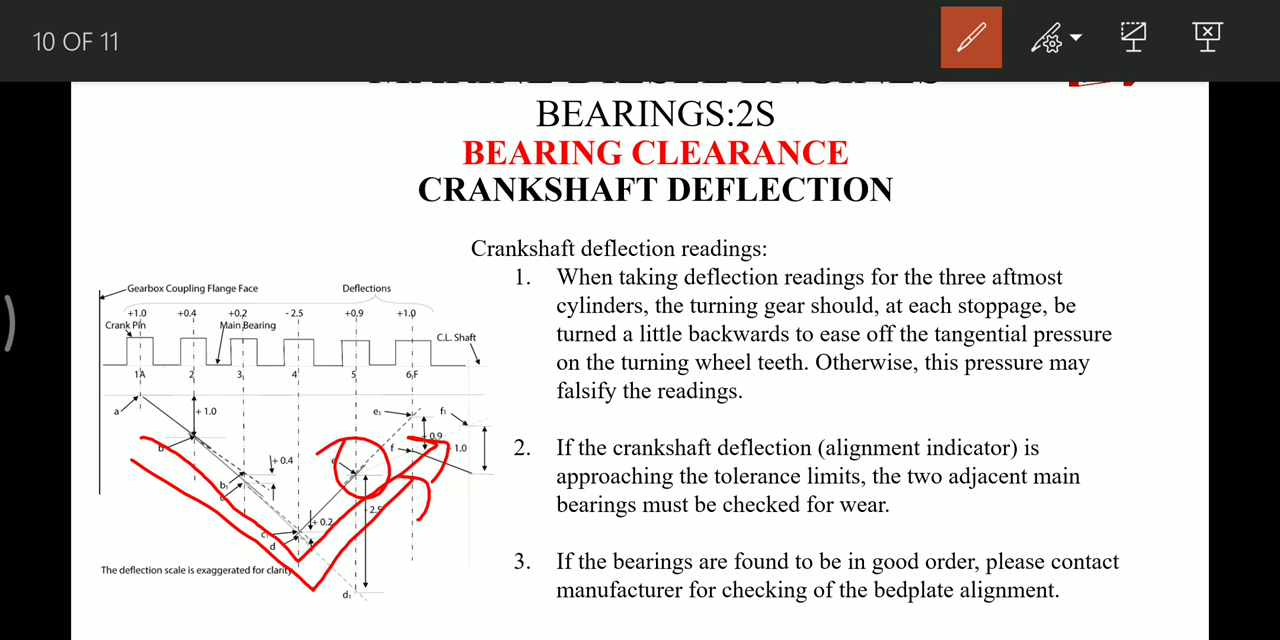 10 OF 11
MARINE DIESEL ENGINES
BEARINGS:2S
BEARING CLEARANCE
CRANKSHAFT DEFLECTION
Crankshaft deflection readings:
1. When taking deflection readings for the three aftmost
cylinders, the turning gear should, at each stoppage, be
turned a little backwards to ease off the tangential pressure
on the turning wheel teeth. Otherwise, this pressure may
falsify the readings.
2. If the crankshaft deflection (alignment indicator) is
approaching the tolerance limits, the two adjacent main
bearings must be checked for wear.
3. If the bearings are found to be in good order, please contact
manufacturer for checking of the bedplate alignment.
Gearbox Coupling Flange Face Deflections
+1.0 +0.4 +0.2 - 2.5 +0.9 +1.0
Crank Pin Main Bearing
C.L. Shaft
1A 2 3 4 5 6,F
a + 1.0 e1 f1
b + 0.4 f 0.9
1.0
b1
c
+ 0.2 - 2.5
c1
d
The deflection scale is exaggerated for clarity
d1